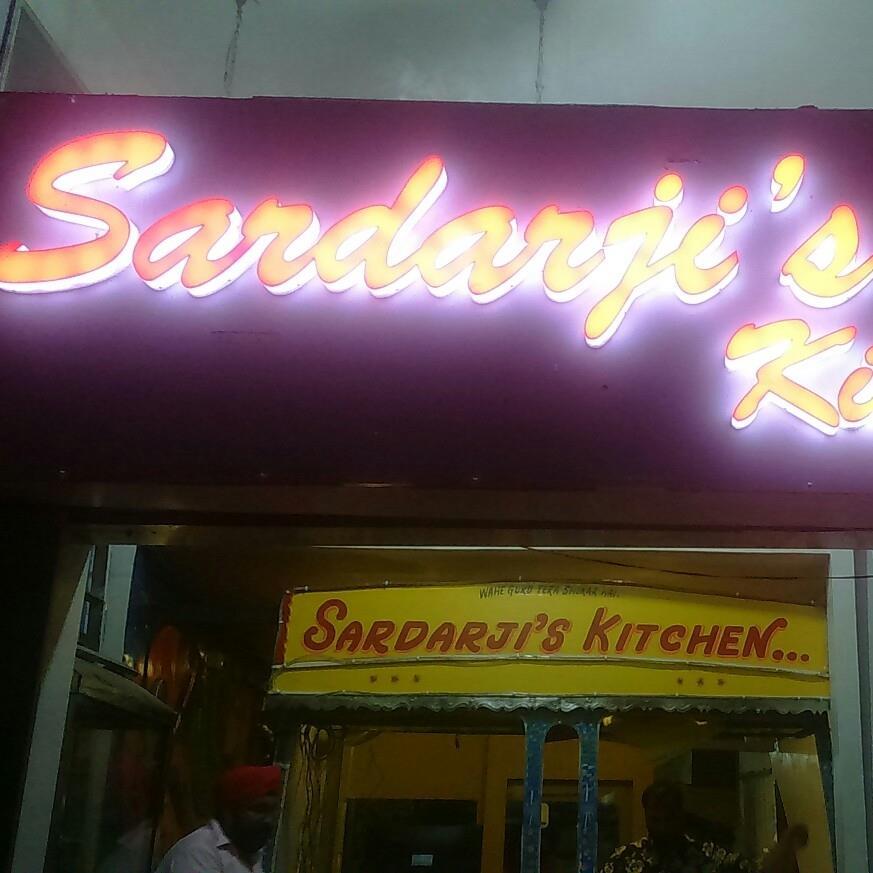 Sardarji's
Ki
WAHE GURU TERA SHUKAR HAI.
SARDARJI'S KITCHEN...